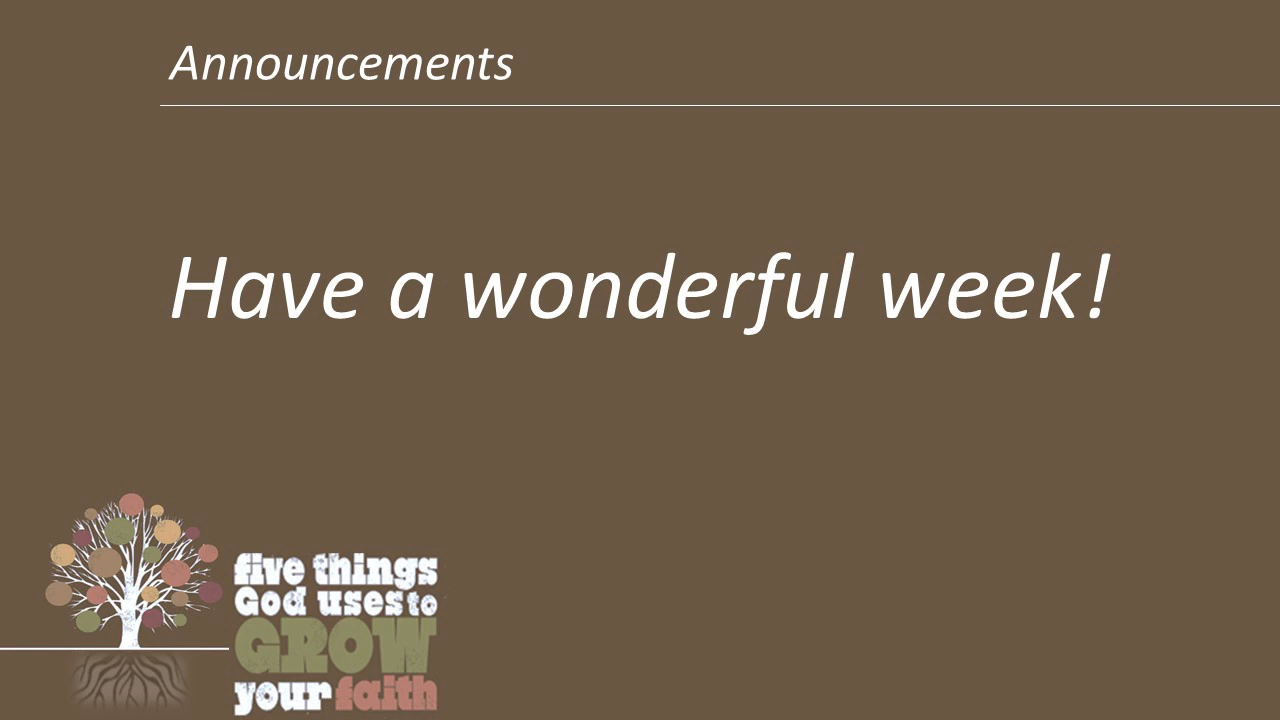 Announcements
Have a wonderful week!
five things
God uses to
GROW
your faith